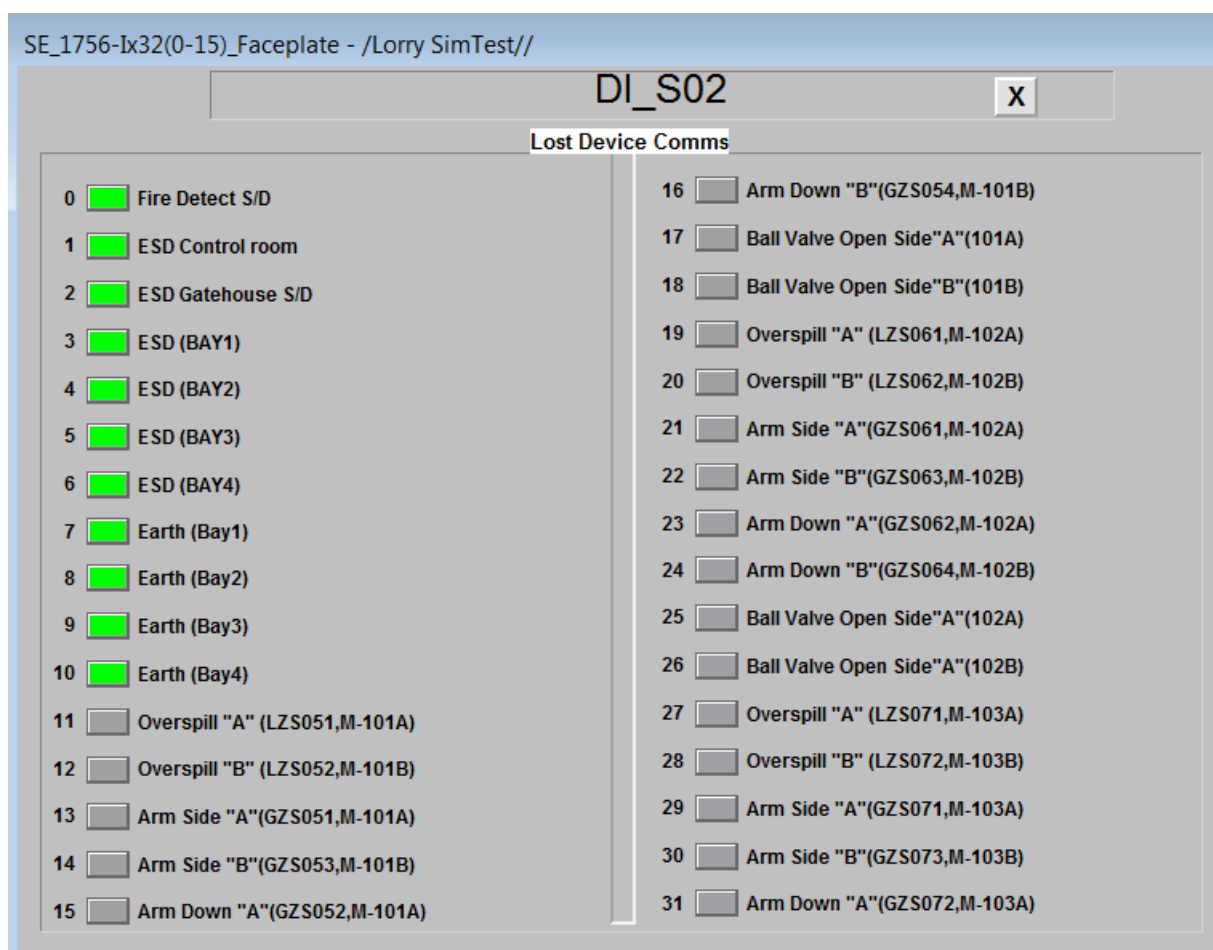 SE_1756-Ix32(0-15)_Faceplate - /Lorry SimTest//
DI_S02
X
Lost Device Comms
0 Fire Detect S/D
1 ESD Control room
2 ESD Gatehouse S/D
3 ESD (BAY1)
4 ESD (BAY2)
5 ESD (BAY3)
6 ESD (BAY4)
7 Earth (Bay1)
8 Earth (Bay2)
9 Earth (Bay3)
10 Earth (Bay4)
11 Overspill "A" (LZS051,M-101A)
12 Overspill "B" (LZS052,M-101B)
13 Arm Side "A"(GZS051,M-101A)
14 Arm Side "B"(GZS053,M-101B)
15 Arm Down "A"(GZS052,M-101A)
16 Arm Down "B"(GZS054,M-101B)
17 Ball Valve Open Side"A"(101A)
18 Ball Valve Open Side"B"(101B)
19 Overspill "A" (LZS061,M-102A)
20 Overspill "B" (LZS062,M-102B)
21 Arm Side "A"(GZS061,M-102A)
22 Arm Side "B"(GZS063,M-102B)
23 Arm Down "A"(GZS062,M-102A)
24 Arm Down "B"(GZS064,M-102B)
25 Ball Valve Open Side"A"(102A)
26 Ball Valve Open Side"A"(102B)
27 Overspill "A" (LZS071,M-103A)
28 Overspill "B" (LZS072,M-103B)
29 Arm Side "A"(GZS071,M-103A)
30 Arm Side "B"(GZS073,M-103B)
31 Arm Down "A"(GZS072,M-103A)